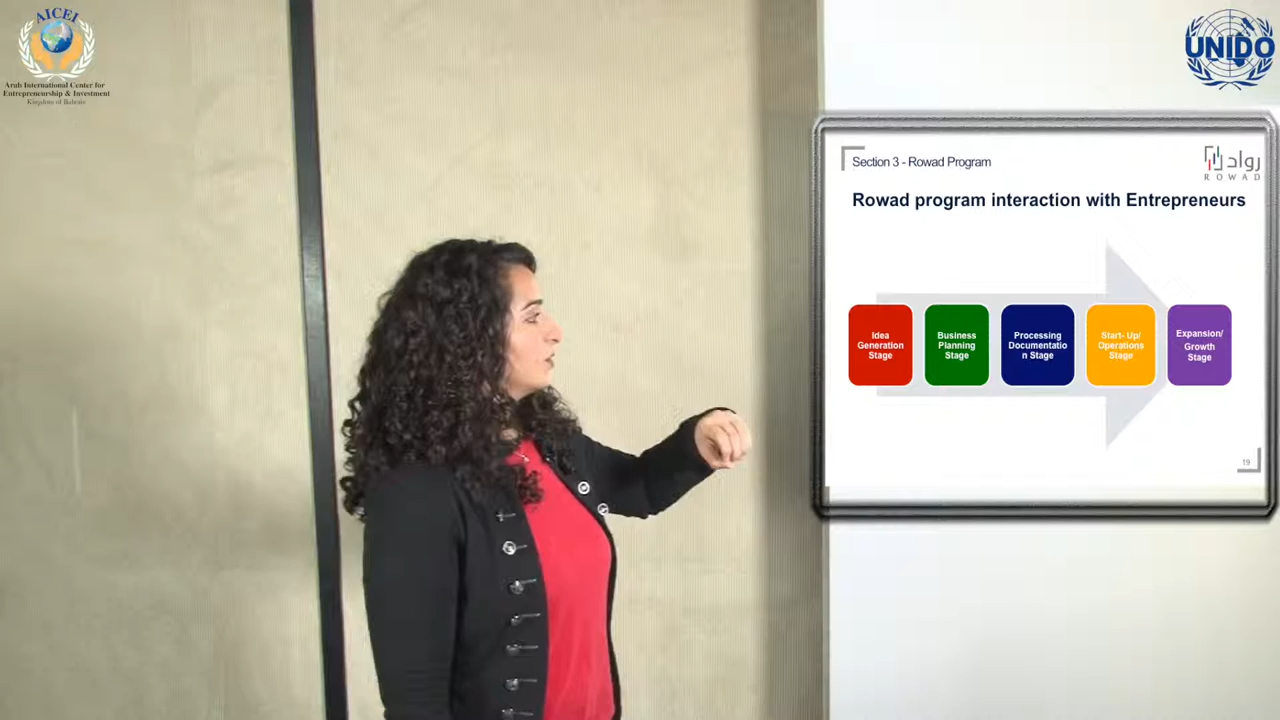 AICEI
Arab International Center for
Entrepreneurship & Investment
Kingdom of Bahrain
UNIDO
Section 3 - Rowad Program
رواد
ROWAD
Rowad program interaction with Entrepreneurs
Idea
Generation
Stage
Business
Planning
Stage
Processing
Documentatio
n Stage
Start- Up/
Operations
Stage
Expansion/
Growth
Stage
19